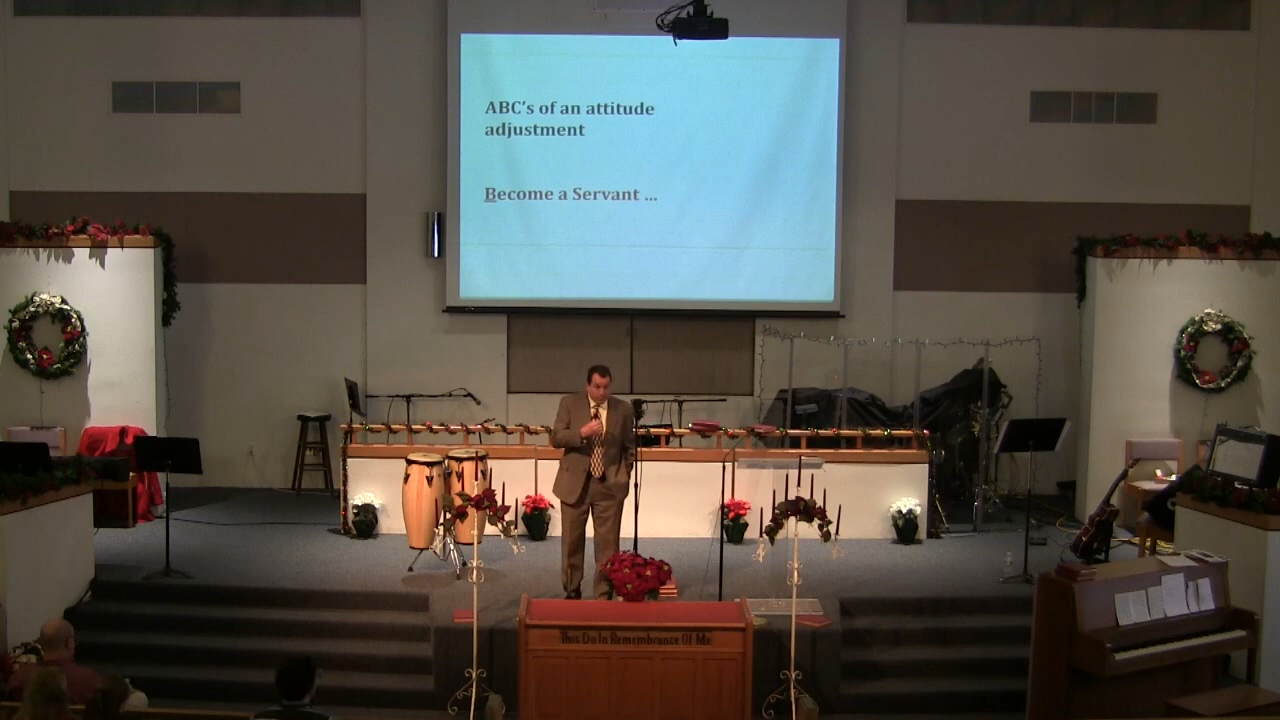 ABC's of an attitude
adjustment
Become a Servant ...
This Do In Remembrance Of Me